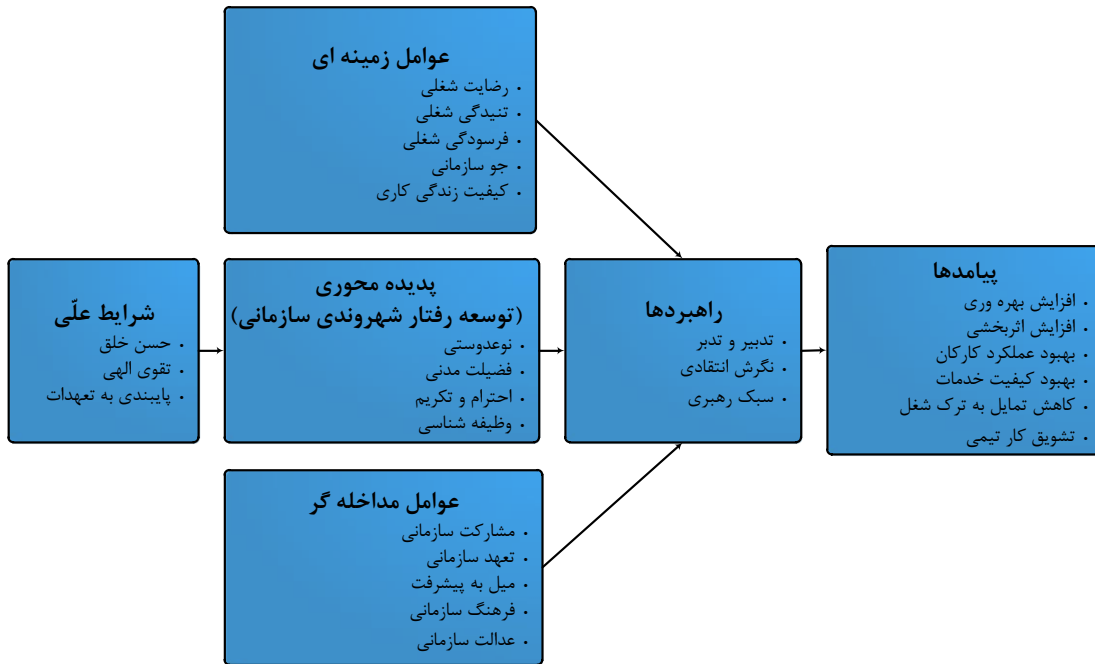 عوامل زمینه ای
• رضایت شغلی
• تنیدگی شغلی
• فرسودگی شغلی
• جو سازمانی
• کیفیت زندگی کاری
شرایط علّی
• حسن خلق
• تقوی الهی
• پایبندی به تعهدات
پدیده محوری
(توسعه رفتار شهروندی سازمانی)
• نوعدوستی
• فضیلت مدنی
• احترام و تکریم
• وظیفه شناسی
راهبردها
• تدبیر و تدبر
• نگرش انتقادی
• سبک رهبری
پیامدها
• افزایش بهره وری
• افزایش اثربخشی
• بهبود عملکرد کارکان
• بهبود کیفیت خدمات
• کاهش تمایل به ترک شغل
• تشویق کار تیمی
عوامل مداخله گر
• مشارکت سازمانی
• تعهد سازمانی
• میل به پیشرفت
• فرهنگ سازمانی
• عدالت سازمانی